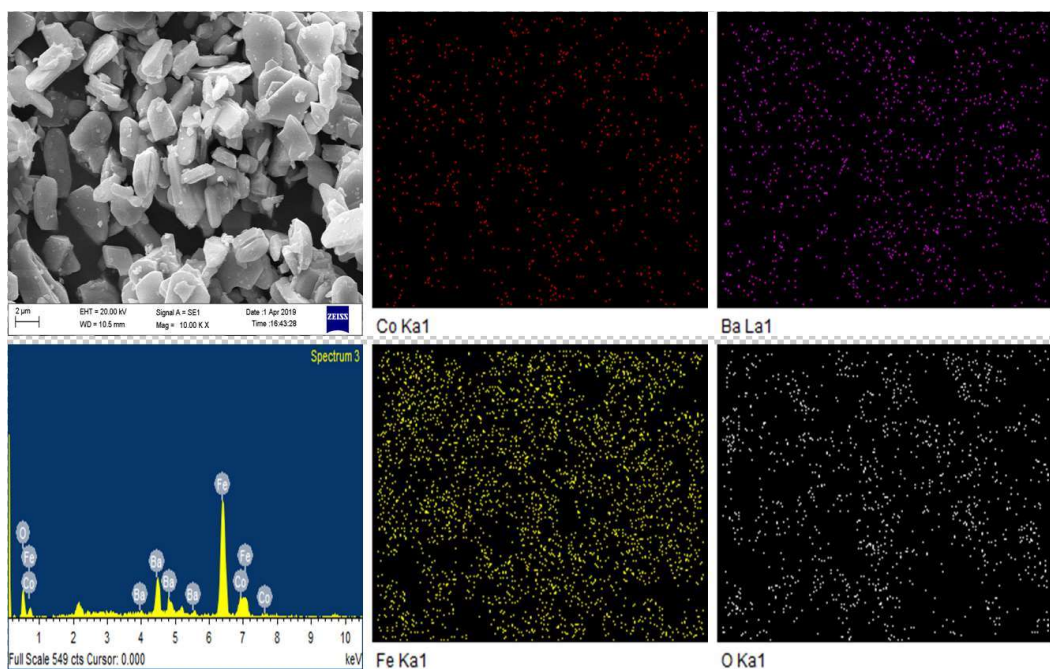 2 µm
EHT = 20.00 kV
Signal A = SE1
Date :1 Apr 2019
ZEISS
WD = 10.5 mm
Mag = 10.00 K X
Time :16:43:28
Co Ka1
Ba La1
Spectrum 3
O
Fe
Co
Ba
Ba
Ba
Ba
Fe
Fe
Co
Co
1 2 3 4 5 6 7 8 9 10
Full Scale 549 cts Cursor: 0.000
keV
Fe Ka1
O Ka1